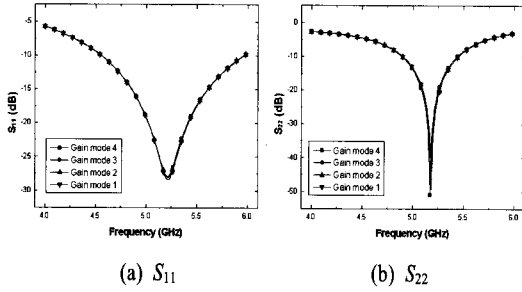 0
-5
-10
-15
-20
-25
-30
S11 (dB)
Gain mode 4
Gain mode 3
Gain mode 2
Gain mode 1
4.0 4.5 5.0 5.5 6.0
Frequency (GHz)
(a) S11
0
-10
-20
-30
-40
-50
S22 (dB)
Gain mode 4
Gain mode 3
Gain mode 2
Gain mode 1
4.0 4.5 5.0 5.5 6.0
Frequency (GHz)
(b) S22